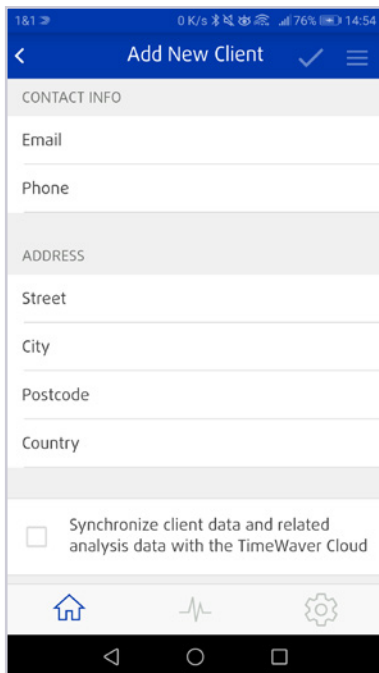 1&1 0 K/s 76% 14:54
Add New Client
CONTACT INFO
Email
Phone
ADDRESS
Street
City
Postcode
Country
Synchronize client data and related
analysis data with the TimeWaver Cloud